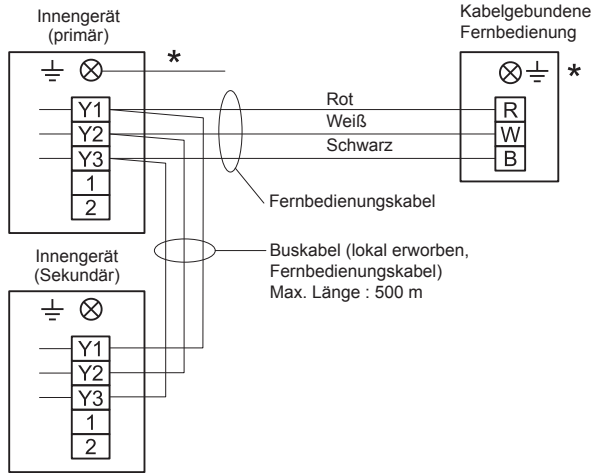 Innengerät
(primär)
*
Y1
Y2
Y3
1
2
Kabelgebundene
Fernbedienung
*
R
W
B
Rot
Weiß
Schwarz
Fernbedienungskabel
Buskabel (lokal erworben,
Fernbedienungskabel)
Max. Länge : 500 m
Innengerät
(Sekundär)
Y1
Y2
Y3
1
2